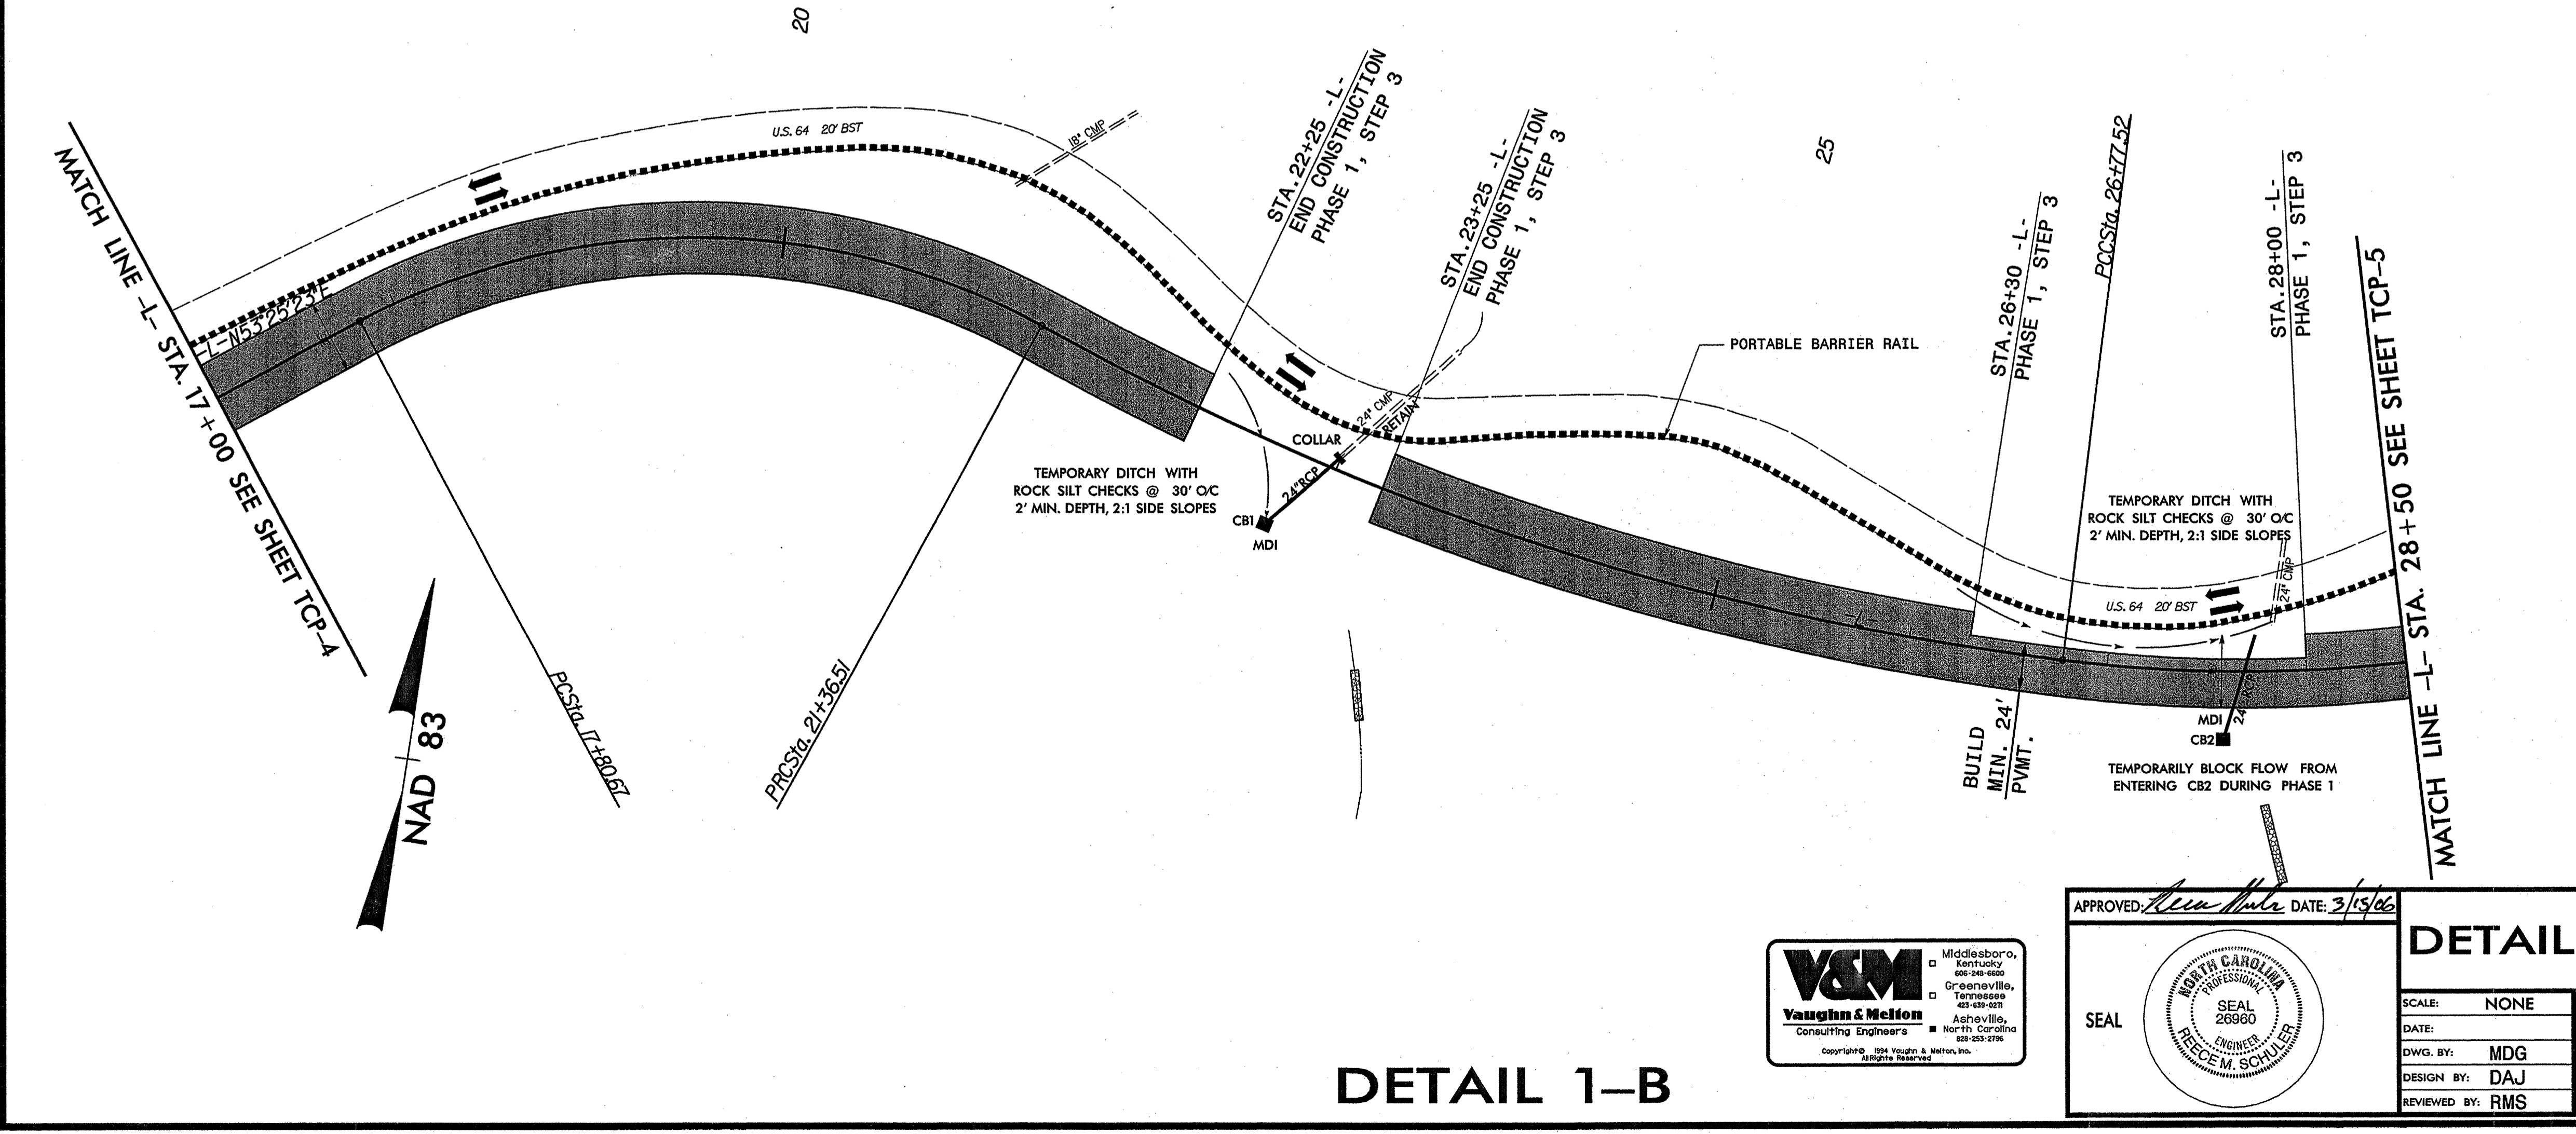 20
U.S. 64 20' BST
18" CMP
STA. 22+25 -L-
END CONSTRUCTION
PHASE 1, STEP 3
STA. 23+25 -L-
END CONSTRUCTION
PHASE 1, STEP 3
25
STA. 26+30 -L-
PHASE 1, STEP 3
PCCSta. 26+77.52
STA. 28+00 -L-
PHASE 1, STEP 3
MATCH LINE -L- STA. 17+00 SEE SHEET TCP-4
-L- N53°25'23"E
PORTABLE BARRIER RAIL
24" CMP
RETAIN
COLLAR
24"RCP
CB1
MDI
TEMPORARY DITCH WITH
ROCK SILT CHECKS @ 30' O/C
2' MIN. DEPTH, 2:1 SIDE SLOPES
TEMPORARY DITCH WITH
ROCK SILT CHECKS @ 30' O/C
2' MIN. DEPTH, 2:1 SIDE SLOPES
24" CMP
U.S. 64 20' BST
-L-
MATCH LINE -L- STA. 28+50 SEE SHEET TCP-5
PCSta. 17+80.67
PRCSta. 21+36.51
NAD 83
BUILD
MIN. 24'
PVMT.
24" RCP
MDI
CB2
TEMPORARILY BLOCK FLOW FROM
ENTERING CB2 DURING PHASE 1
APPROVED: DATE: 3/15/06
SEAL
NORTH CAROLINA
PROFESSIONAL
SEAL
26960
ENGINEER
REECE M. SCHULER
DETAIL
SCALE: NONE
DATE:
DWG. BY: MDG
DESIGN BY: DAJ
REVIEWED BY: RMS
V&M
Vaughn & Melton
Consulting Engineers
Middlesboro,
Kentucky
606-248-6600
Greeneville,
Tennessee
423-639-0271
Asheville,
North Carolina
828-253-2796
Copyright© 1994 Vaughn & Melton, Inc.
All Rights Reserved
DETAIL 1-B